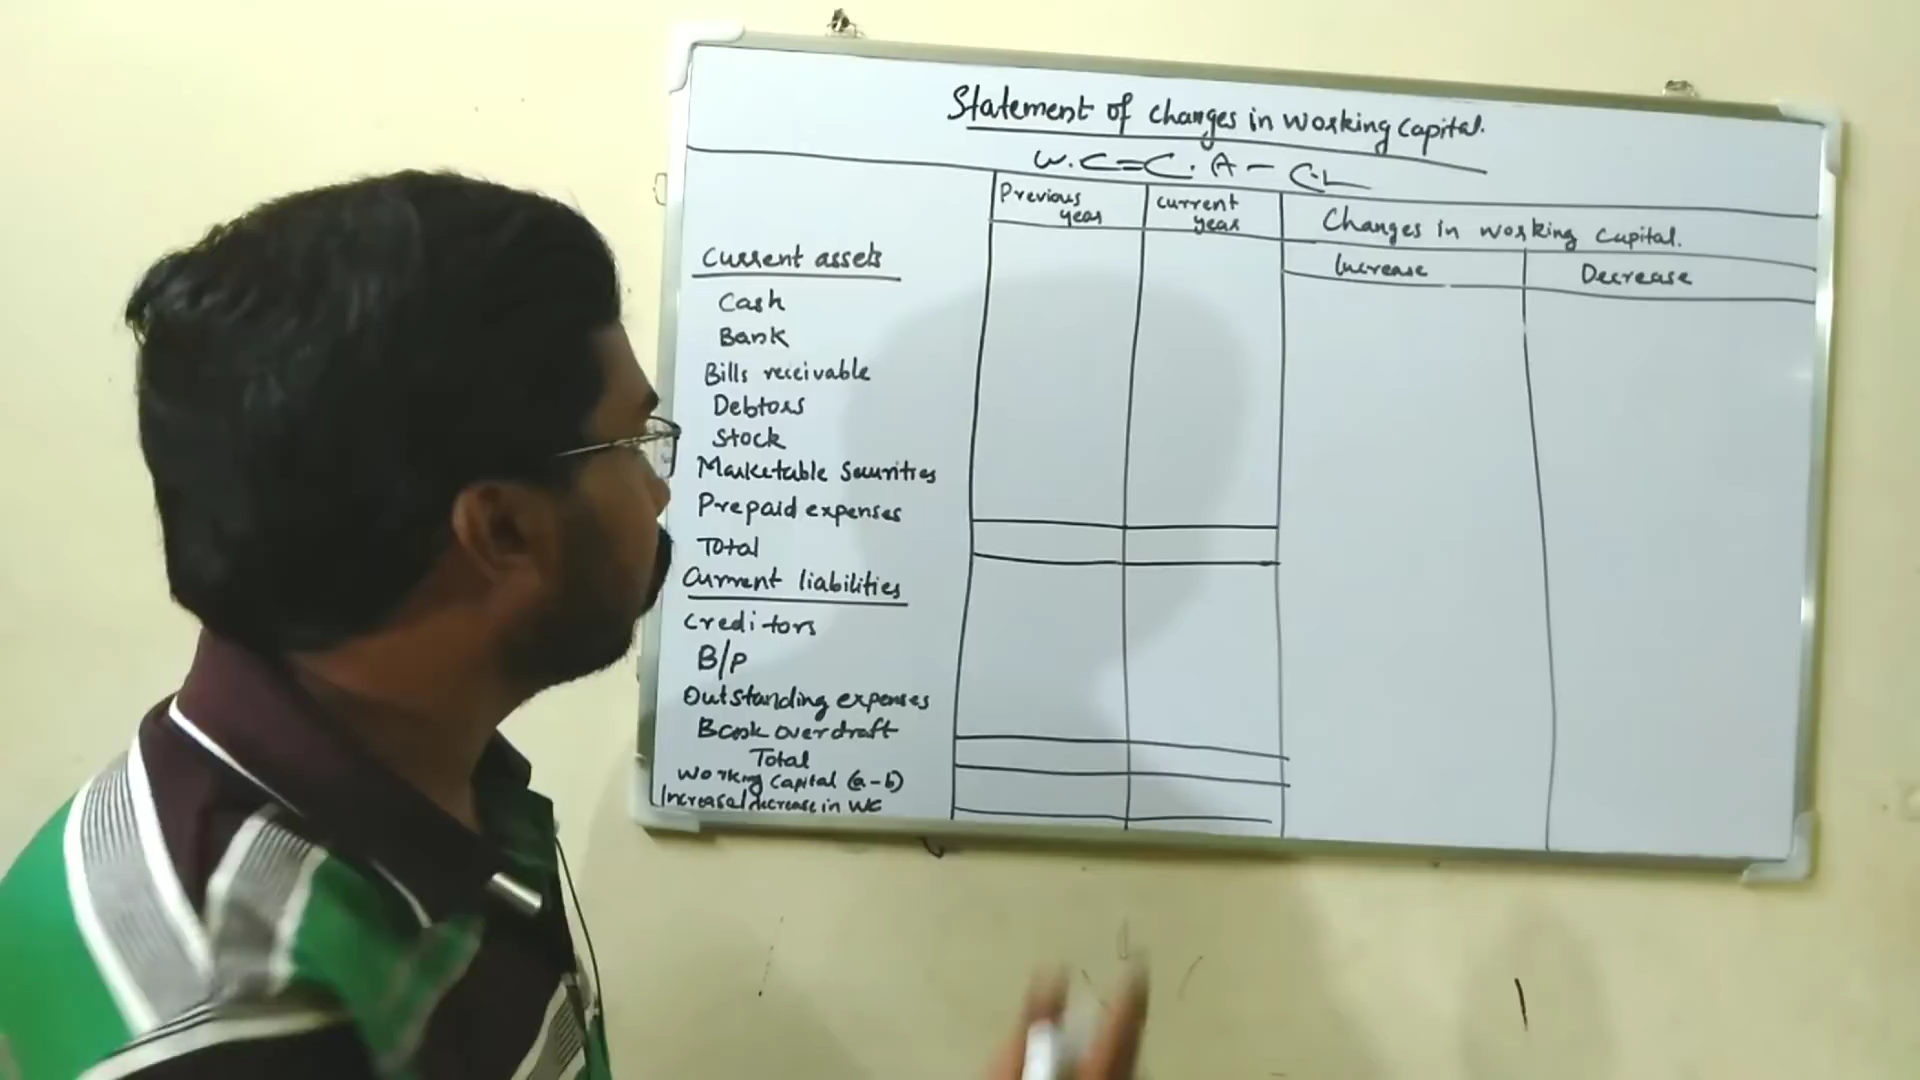 Statement of changes in working capital.
W.C = C.A - C.L
Previous year
current year
Changes in working capital.
Increase
Decrease
Current assets
Cash
Bank
Bills receivable
Debtors
Stock
Marketable Securities
Prepaid expenses
Total
Current liabilities
Creditors
B/P
Outstanding expenses
Bank overdraft
Total
Working capital (a-b)
Increase/decrease in WC